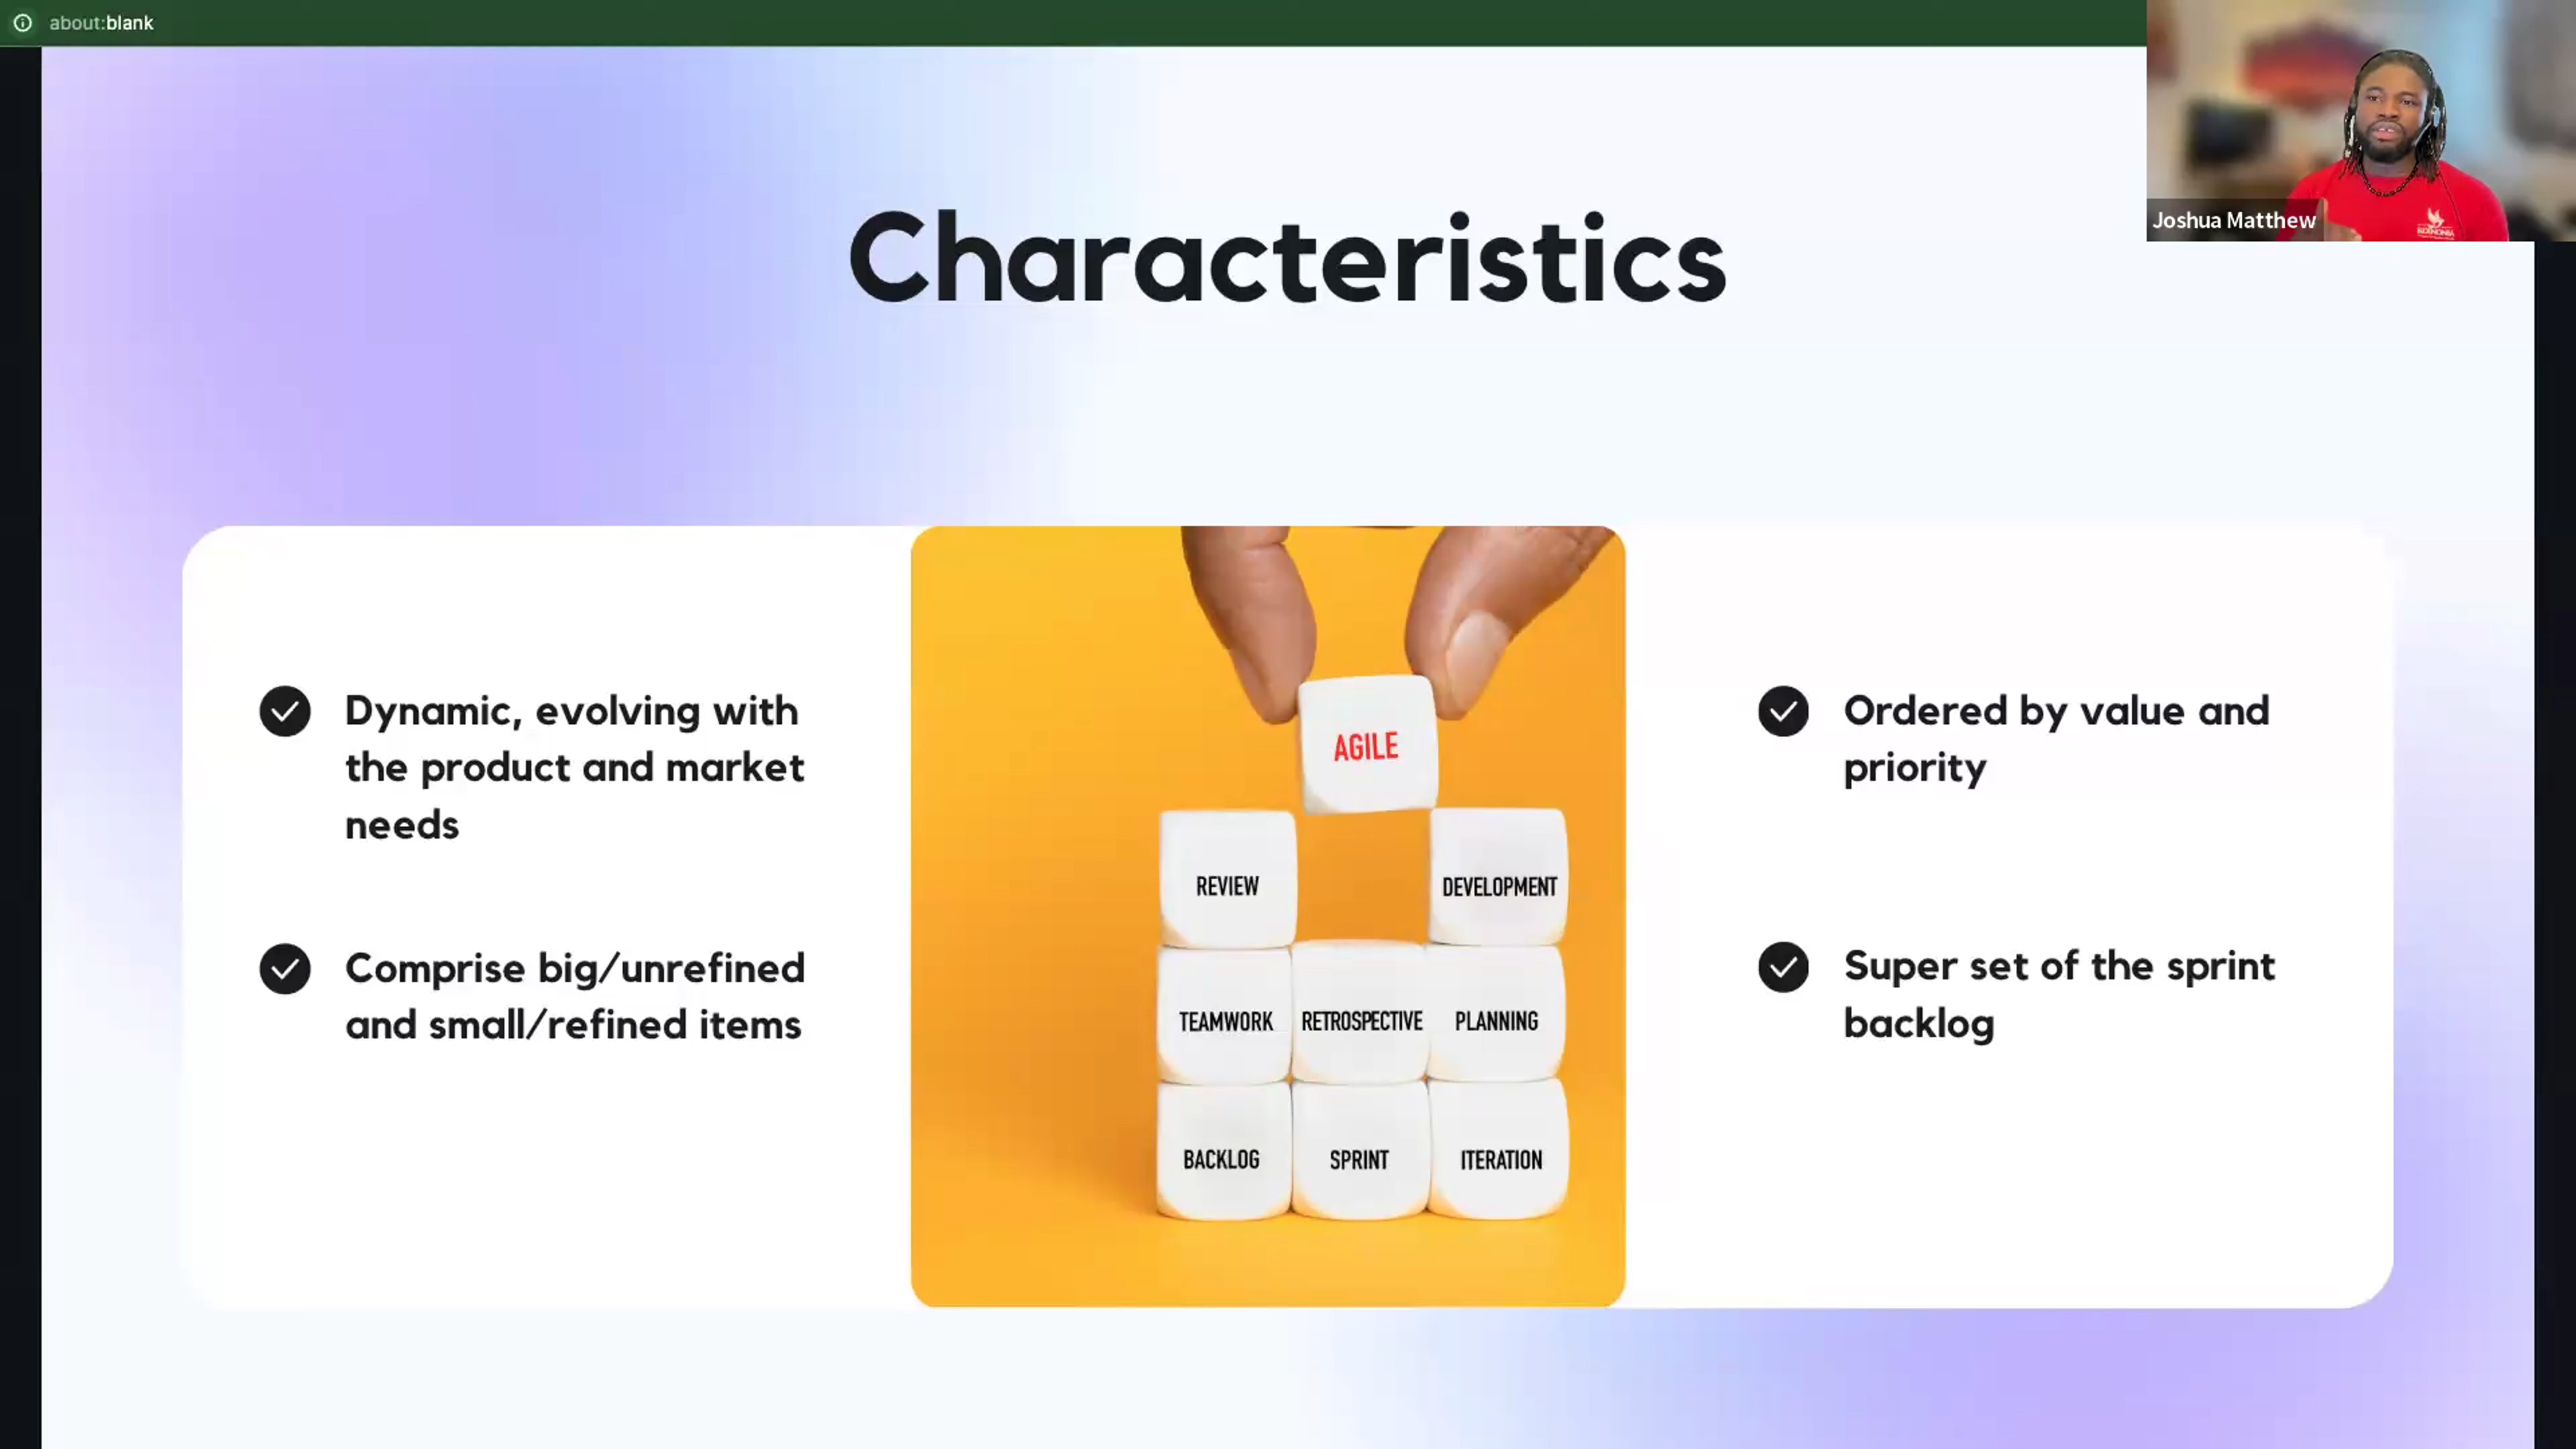 about:blank
Joshua Matthew
Characteristics
Dynamic, evolving with
the product and market
needs
Comprise big/unrefined
and small/refined items
AGILE
REVIEW
DEVELOPMENT
TEAMWORK
RETROSPECTIVE
PLANNING
BACKLOG
SPRINT
ITERATION
Ordered by value and
priority
Super set of the sprint
backlog